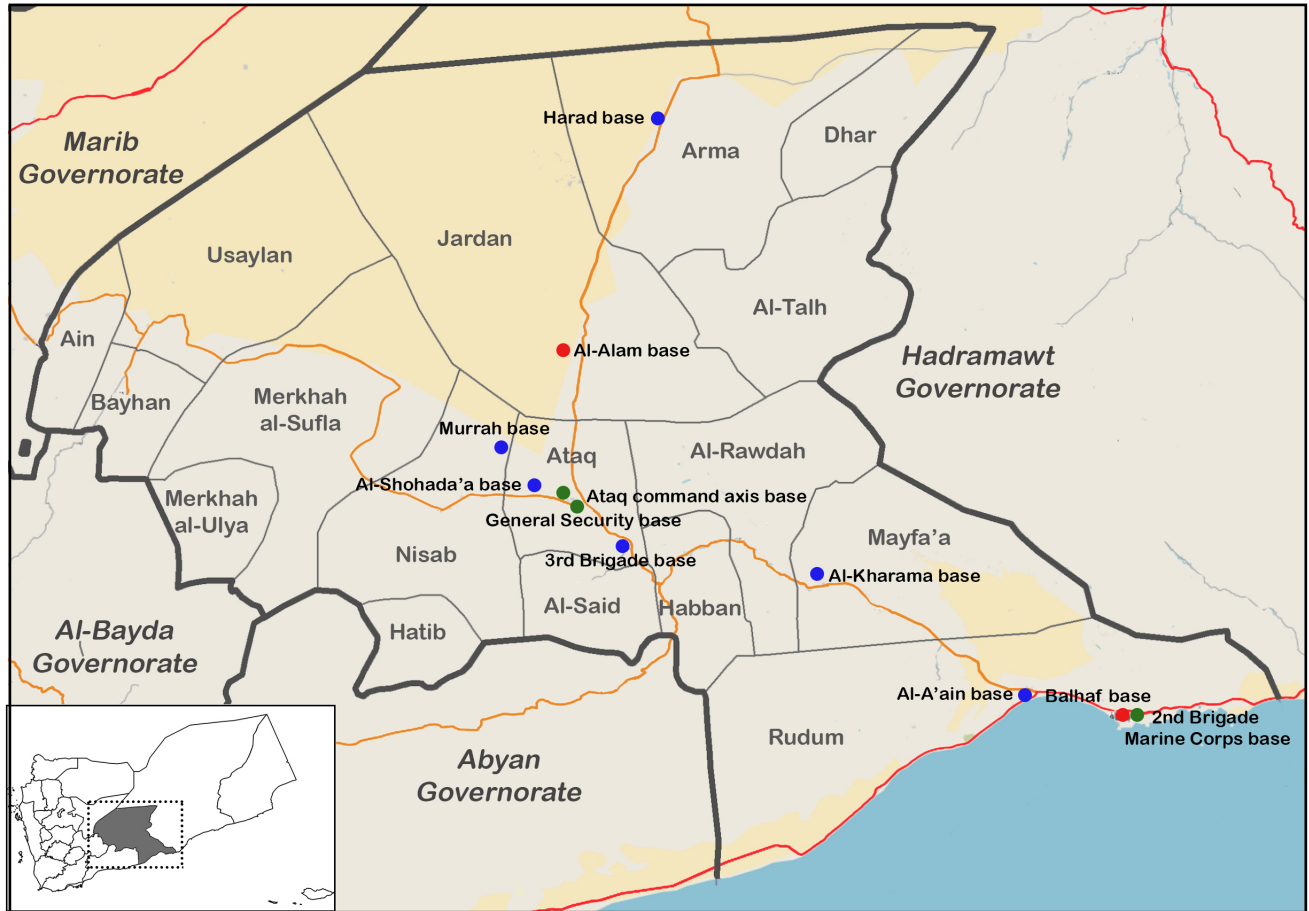 Harad base
Dhar
Arma
Marib
Governorate
Jardan
Usaylan
Al-Talh
Ain
Al-Alam base
Hadramawt
Governorate
Bayhan
Merkhah
al-Sufla
Murrah base
Ataq
Al-Rawdah
Al-Shohada’a base
Ataq command axis base
Merkhah
al-Ulya
General Security base
Mayfa’a
Nisab
3rd Brigade base
Al-Kharama base
Al-Said
Habban
Hatib
Al-Bayda
Governorate
Al-A’ain base
Balhaf base
2nd Brigade
Marine Corps base
Rudum
Abyan
Governorate